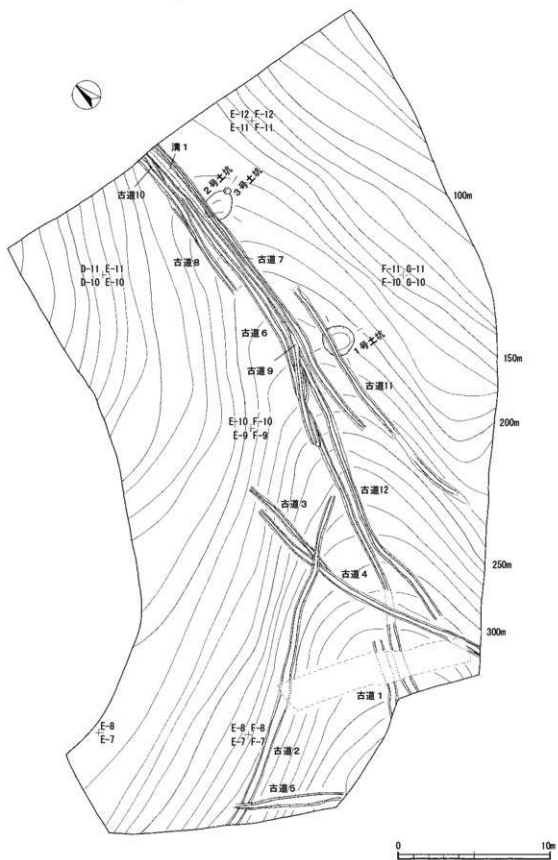 E-12 F-12
E-11 F-11
溝1
2号土坑
3号土坑
古道10
100m
D-11 E-11
D-10 E-10
古道8
古道7
F-11 G-11
F-10 G-10
古道6
1号土坑
古道9
150m
古道11
E-10 F-10
E-9 F-9
200m
古道3
古道12
古道4
250m
300m
古道1
E-8
E-7
E-8 F-8
E-7 F-7
古道2
古道5
0 10m